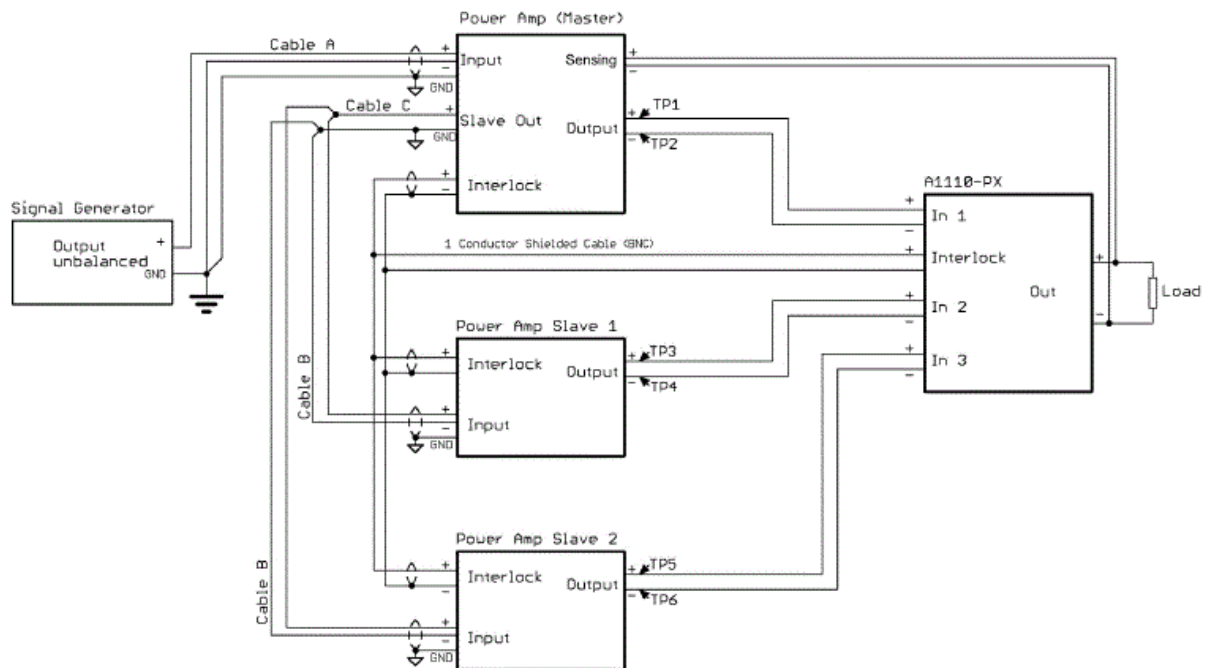 Power Amp (Master)
Cable A
+
Input
-
GND
Sensing
+
-
Cable C
+
Slave Out
GND
Output
+
-
TP1
TP2
+
Interlock
-
A1110-PX
+
In 1
-
Signal Generator
Output
unbalanced
+
GND
1 Conductor Shielded Cable (BNC)
+
Interlock
Out
+
-
Load
+
In 2
-
+
In 3
-
Power Amp Slave 1
+
Interlock
-
Output
+
-
TP3
TP4
Cable B
+
Input
-
GND
Power Amp Slave 2
+
Interlock
-
Output
+
-
TP5
TP6
Cable B
+
Input
-
GND